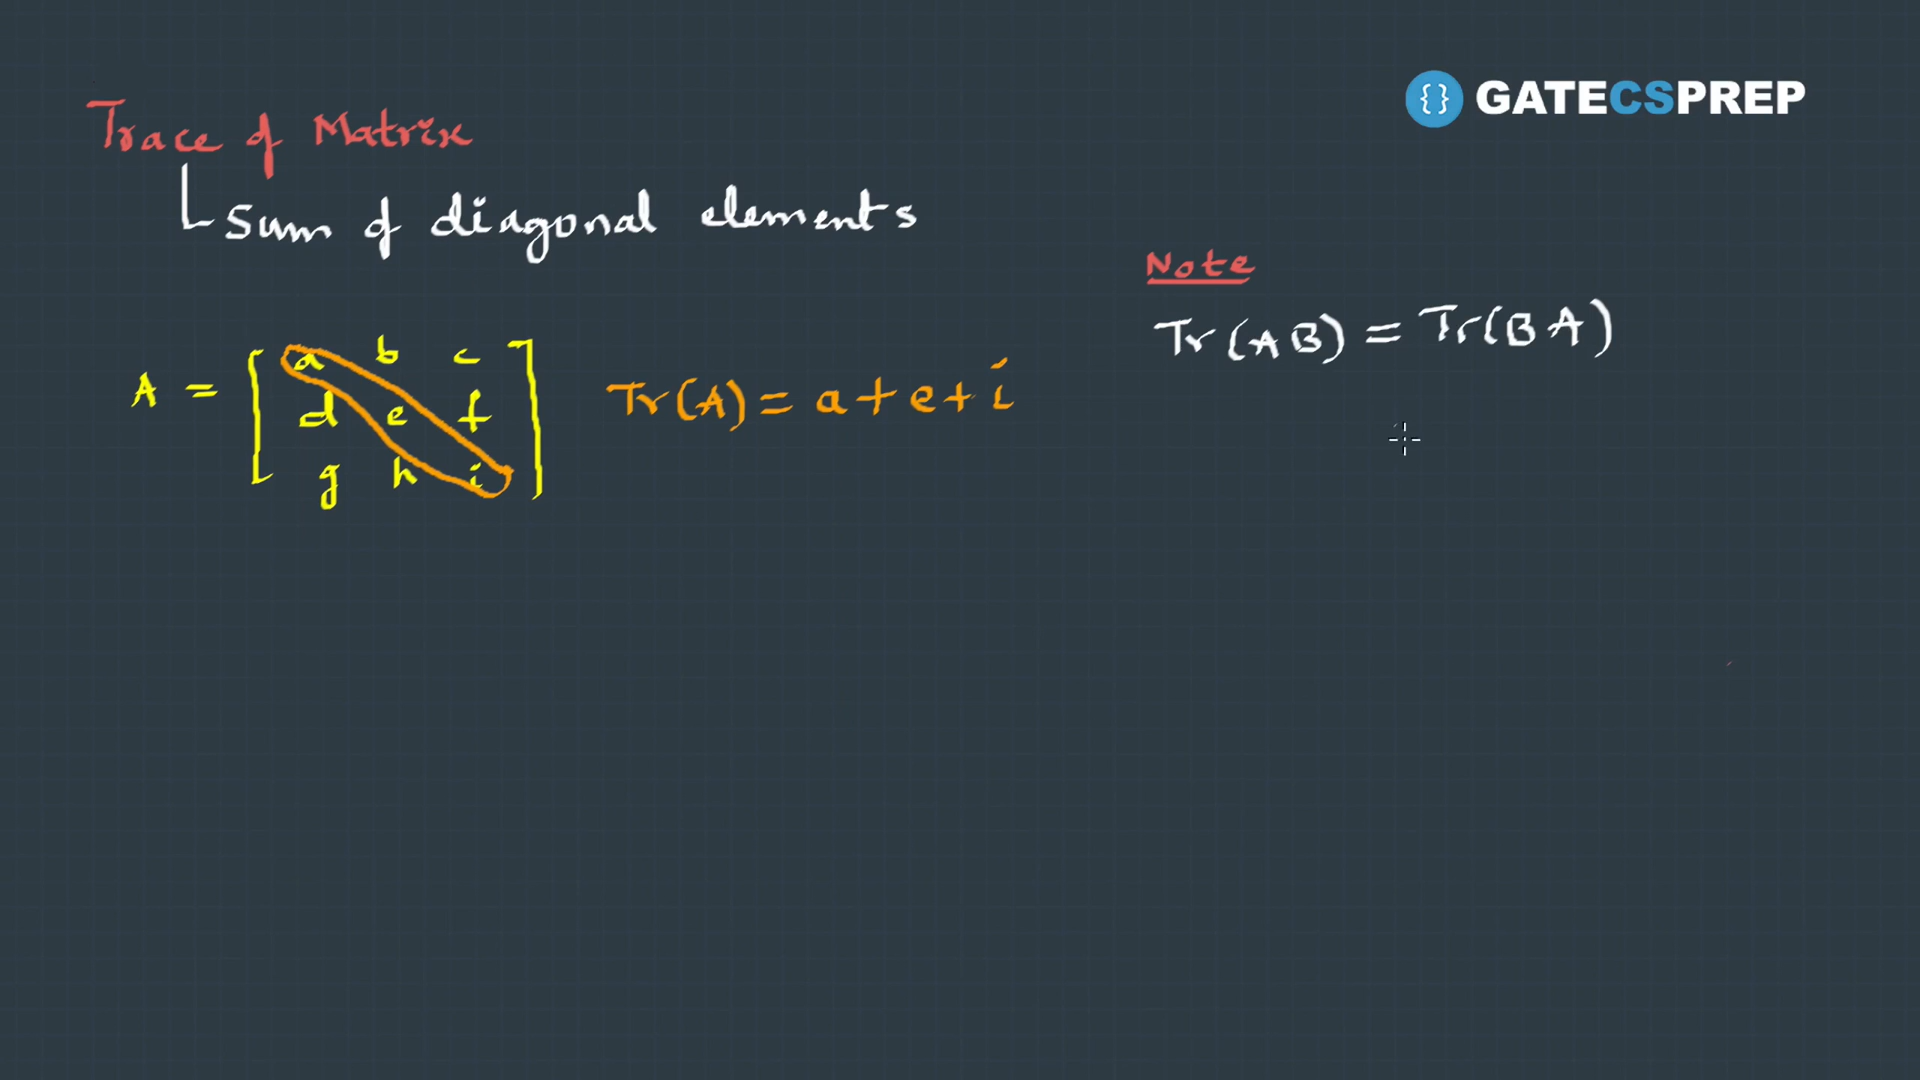 {} GATECSPREP
Trace of Matrix
Sum of diagonal elements
A = [ a b c
d e f
g h i ]
Tr(A) = a + e + i
Note
Tr(AB) = Tr(BA)